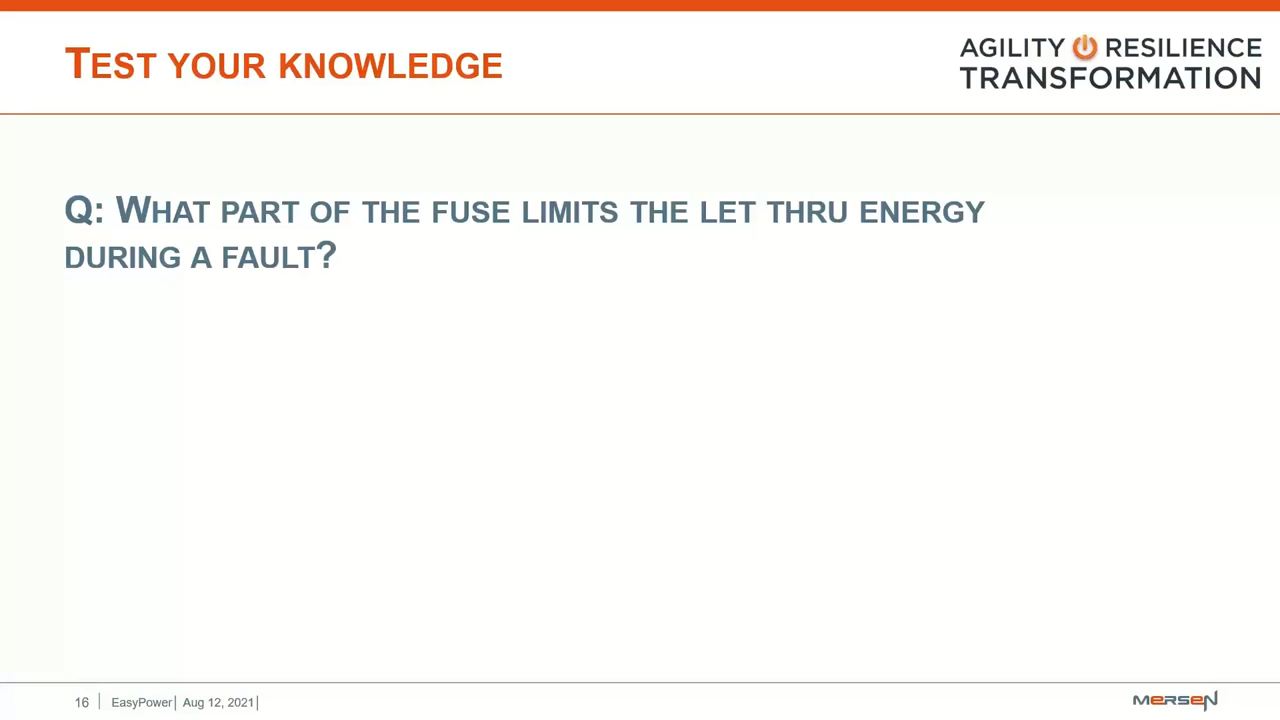 TEST YOUR KNOWLEDGE
AGILITY RESILIENCE
TRANSFORMATION
Q: WHAT PART OF THE FUSE LIMITS THE LET THRU ENERGY
DURING A FAULT?
16 | EasyPower| Aug 12, 2021|
MERSEN